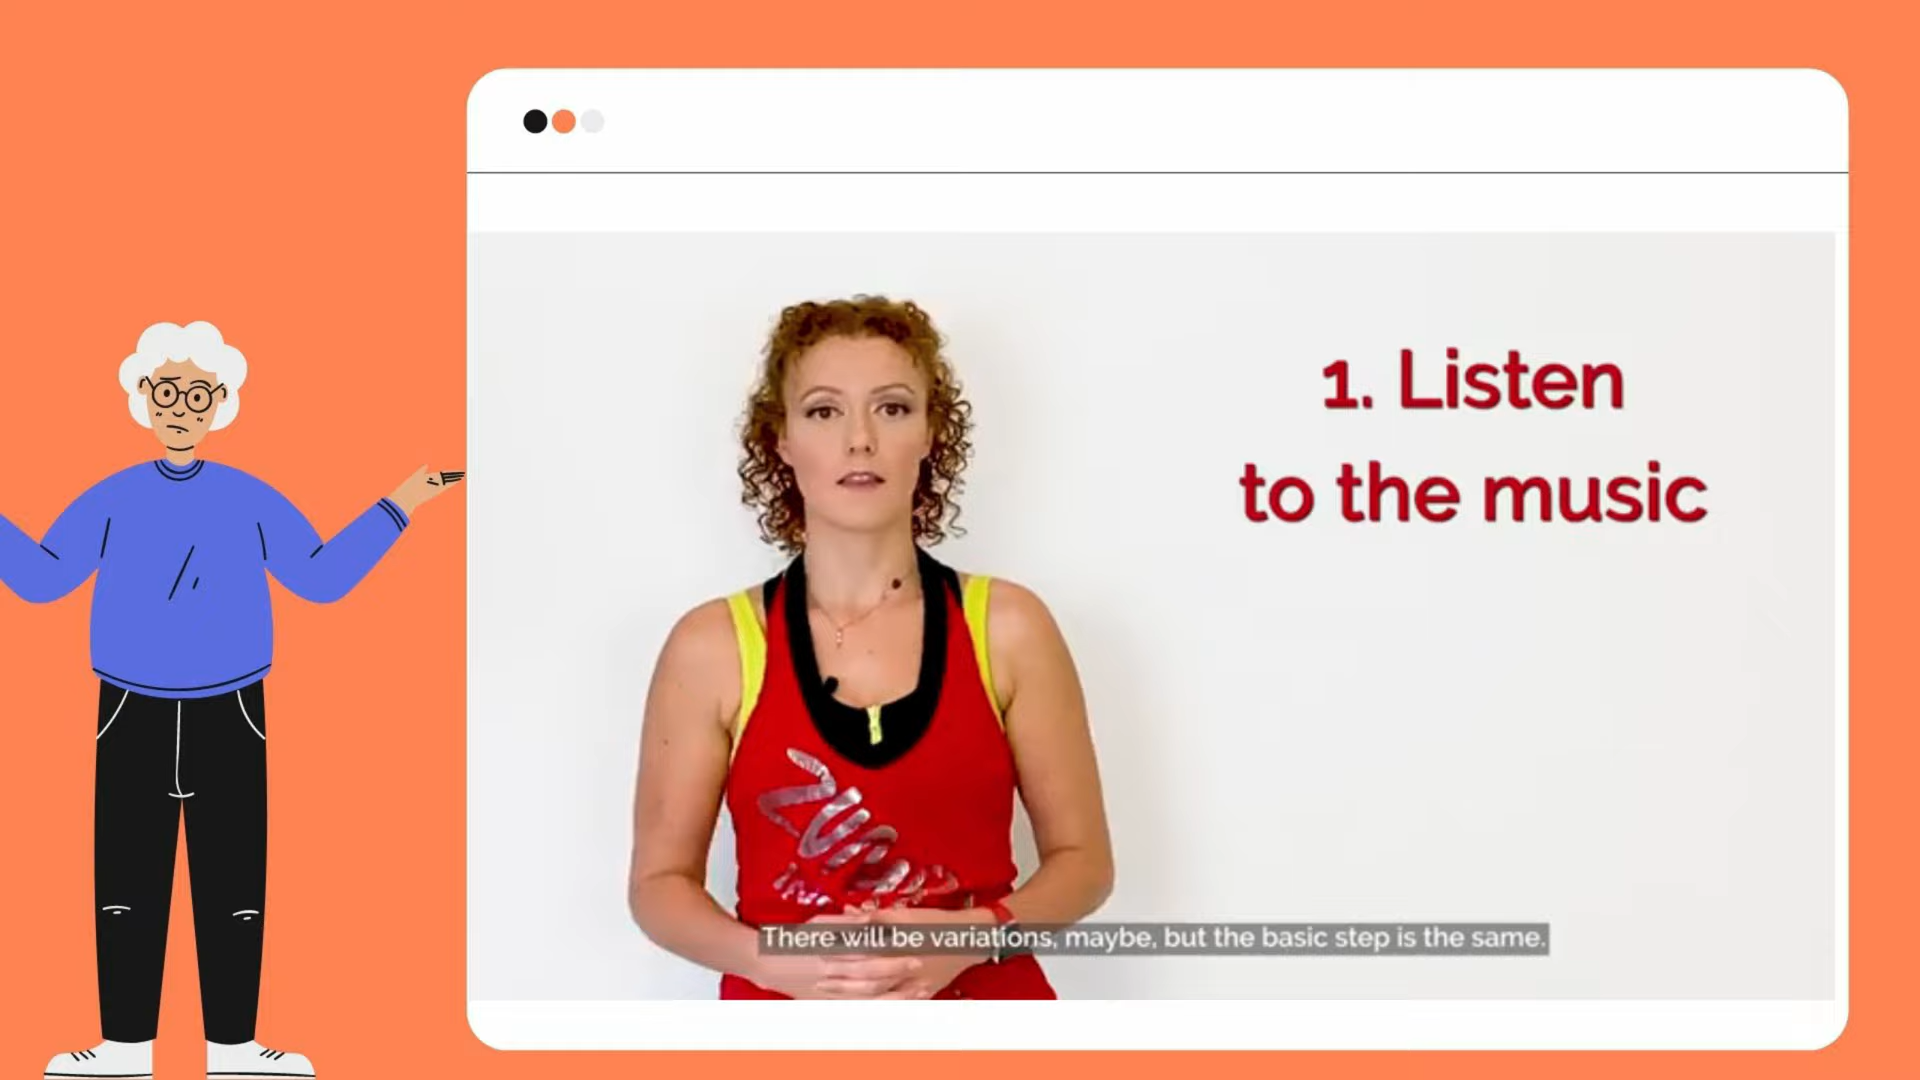 1. Listen
to the music
There will be variations, maybe, but the basic step is the same.